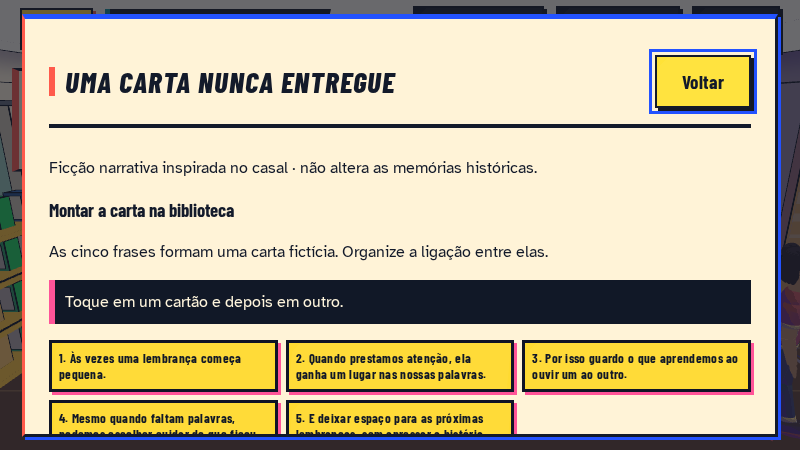 UMA CARTA NUNCA ENTREGUE
Voltar
Ficção narrativa inspirada no casal · não altera as memórias históricas.
Montar a carta na biblioteca
As cinco frases formam uma carta fictícia. Organize a ligação entre elas.
Toque em um cartão e depois em outro.
1. Às vezes uma lembrança começa
pequena.
2. Quando prestamos atenção, ela
ganha um lugar nas nossas palavras.
3. Por isso guardo o que aprendemos ao
ouvir um ao outro.
4. Mesmo quando faltam palavras,
5. E deixar espaço para as próximas